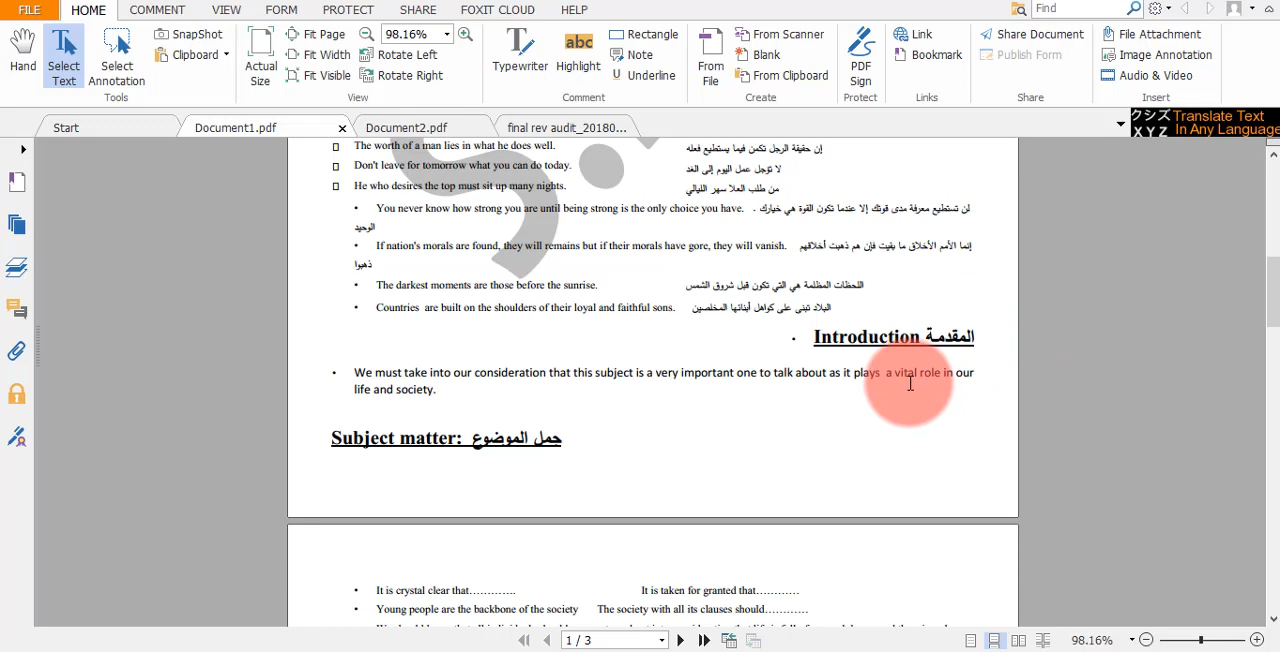 FILE HOME COMMENT VIEW FORM PROTECT SHARE FOXIT CLOUD HELP Find
SnapShot Fit Page 98.16% Rectangle From Scanner Link File Attachment Share Document
Clipboard Fit Width Rotate Left Note Blank Bookmark Image Annotation Publish Form
Hand Select Text Select Annotation Actual Size Fit Visible Rotate Right Typewriter Highlight Underline From File From Clipboard PDF Sign Audio & Video
Tools View Comment Create Protect Links Share Insert
Start Document1.pdf Document2.pdf final rev audit_20180...
クシズ Translate Text
XYZ In Any Language
The worth of a man lies in what he does well. إن حقيقة الرجل تكمن فيما يستطيع فعله
Don't leave for tomorrow what you can do today. لا تؤجل عمل اليوم إلى الغد
He who desires the top must sit up many nights. من طلب العلا سهر الليالي
• You never know how strong you are until being strong is the only choice you have. لن تستطيع معرفة مدى قوتك إلا عندما تكون القوة هي خيارك .
الوحيد
• If nation's morals are found, they will remains but if their morals have gore, they will vanish. إنما الأمم الأخلاق ما بقيت فإن هم ذهبت أخلاقهم
ذهبوا
• The darkest moments are those before the sunrise. اللحظات المظلمة هي التي تكون قبل شروق الشمس
• Countries are built on the shoulders of their loyal and faithful sons. البلاد تبنى على كواهل أبنائها المخلصين
• Introduction المقدمة
• We must take into our consideration that this subject is a very important one to talk about as it plays a vital role in our
life and society.
Subject matter: جمل الموضوع
• It is crystal clear that…………. It is taken for granted that…………
• Young people are the backbone of the society The society with all its clauses should…………
1 / 3 98.16%